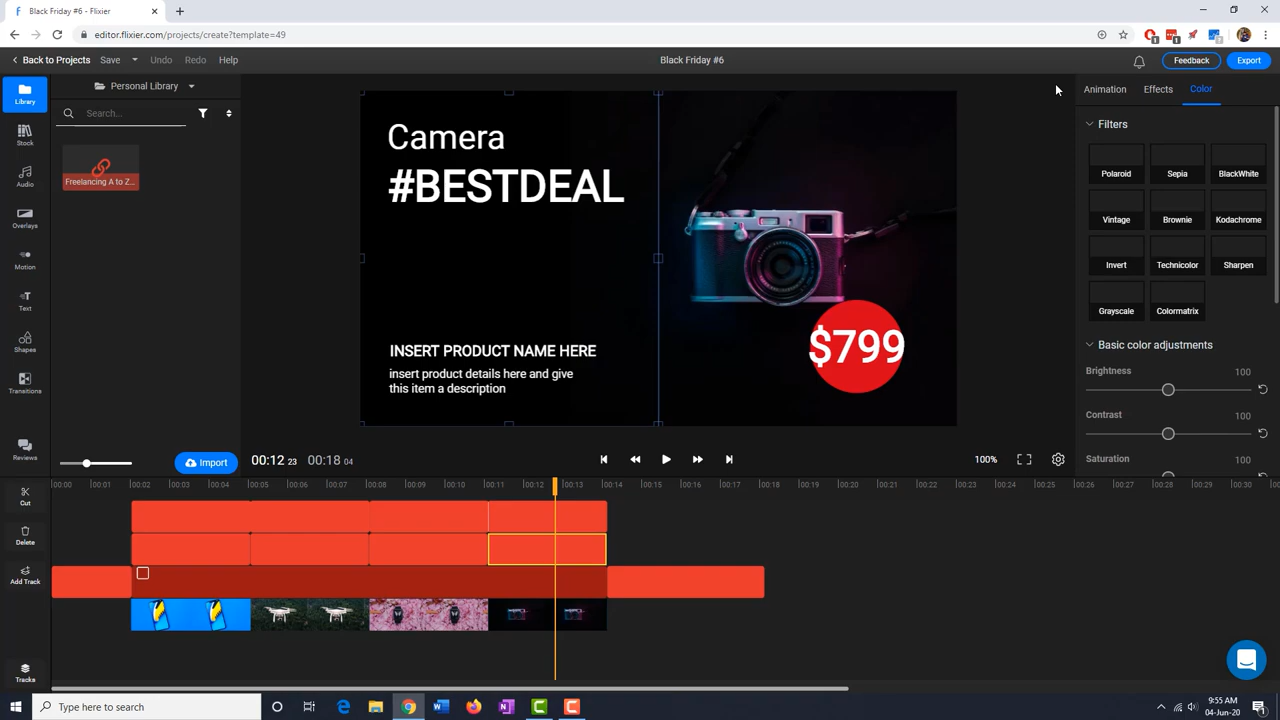 Black Friday #6 - Flixier
editor.flixier.com/projects/create?template=49
Back to Projects
Save
Undo
Redo
Help
Black Friday #6
Feedback
Export
Library
Stock
Audio
Overlays
Motion
Text
Shapes
Transitions
Reviews
Personal Library
Search...
Freelancing A to Z...
Import
Camera
#BESTDEAL
INSERT PRODUCT NAME HERE
insert product details here and give
this item a description
$799
Animation
Effects
Color
Filters
Polaroid
Sepia
BlackWhite
Vintage
Brownie
Kodachrome
Invert
Technicolor
Sharpen
Grayscale
Colormatrix
Basic color adjustments
Brightness
100
Contrast
100
Saturation
100
00:12 23
00:18 04
100%
00:00
00:01
00:02
00:03
00:04
00:06
00:07
00:08
00:09
00:10
00:11
00:12
00:13
00:14
00:15
00:16
00:17
00:18
00:19
00:20
00:21
00:22
00:23
00:24
00:25
00:26
00:27
00:28
00:29
00:30
Cut
Delete
Add Track
Tracks
Type here to search
9:55 AM
04-Jun-20